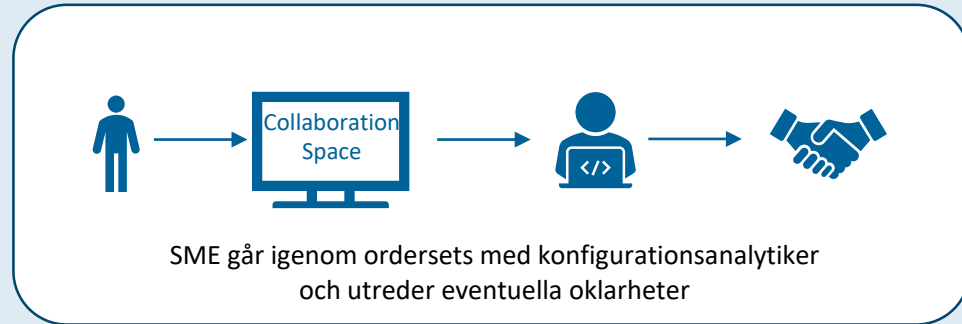 Collaboration
Space
</>
SME går igenom ordersets med konfigurationsanalytiker
och utreder eventuella oklarheter